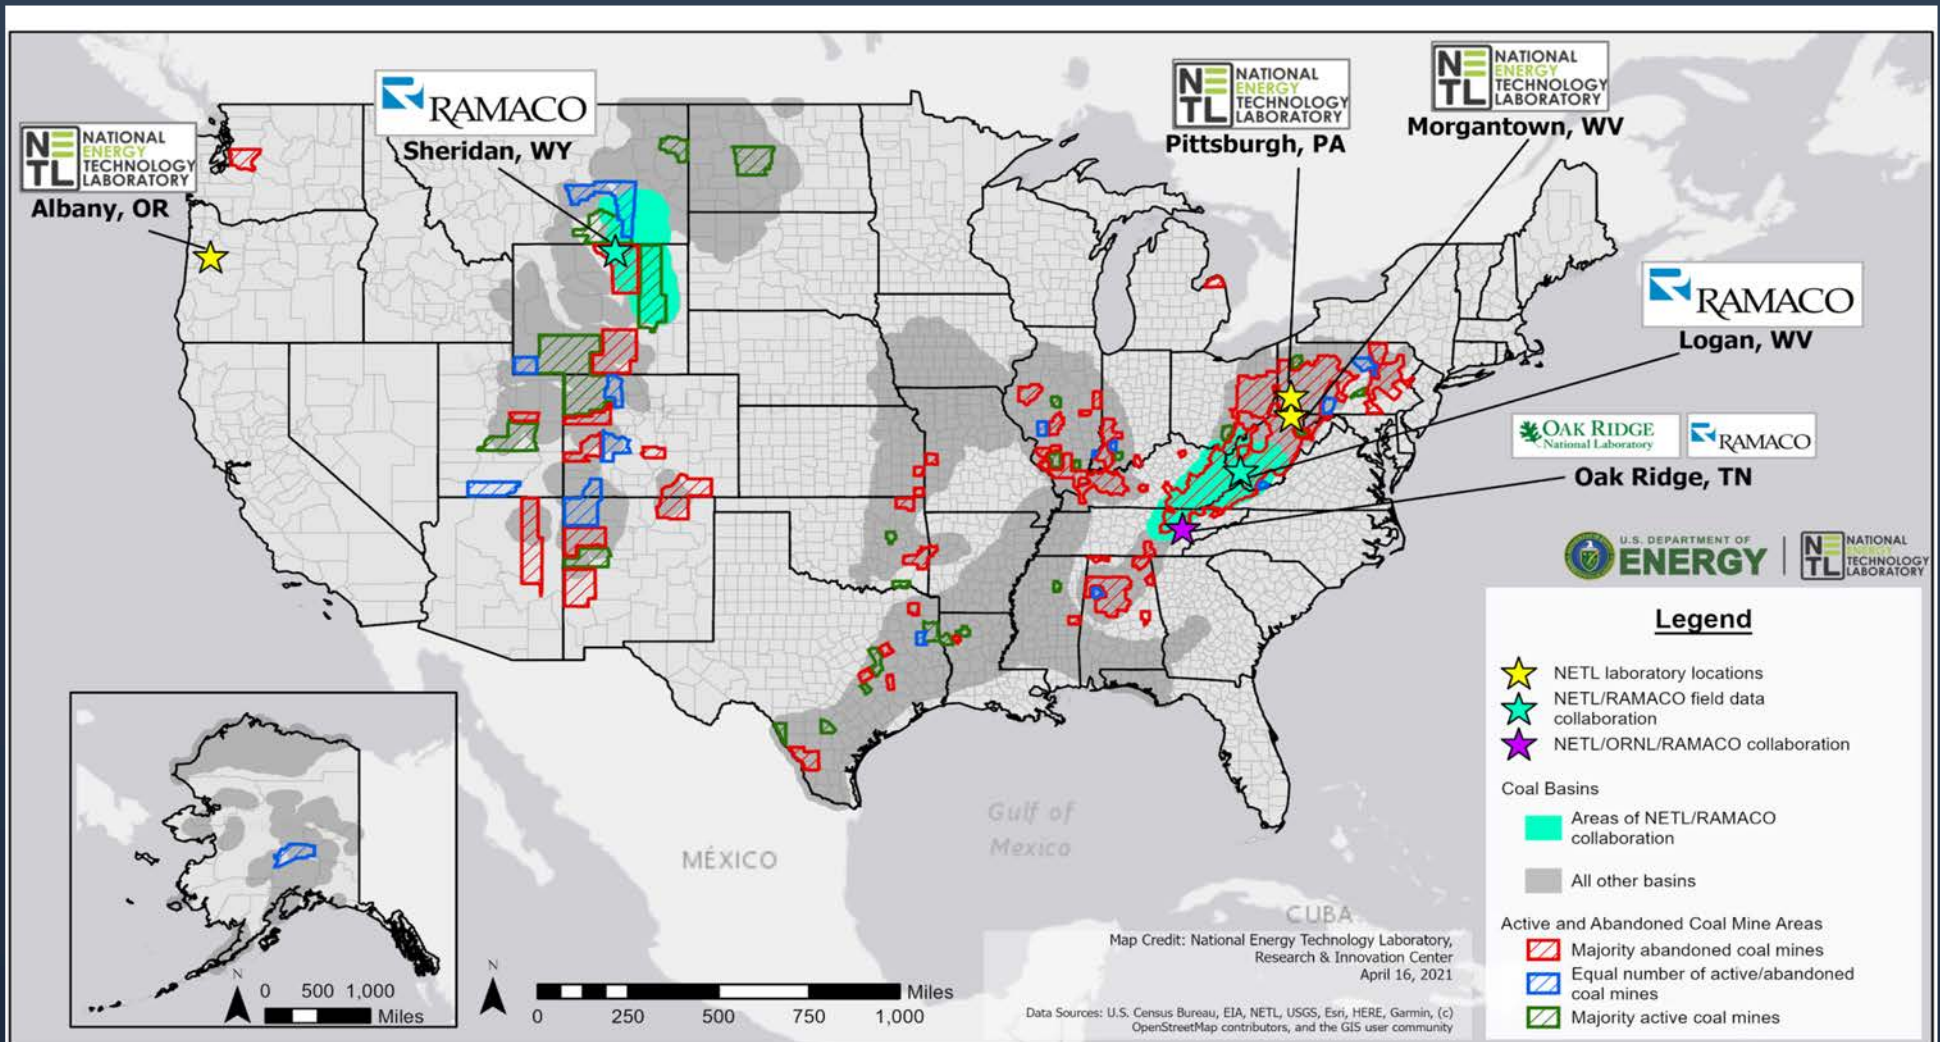 NETL NATIONAL
ENERGY
TECHNOLOGY
LABORATORY
Albany, OR
RAMACO
Sheridan, WY
NETL NATIONAL
ENERGY
TECHNOLOGY
LABORATORY
Pittsburgh, PA
NETL NATIONAL
ENERGY
TECHNOLOGY
LABORATORY
Morgantown, WV
RAMACO
Logan, WV
OAK RIDGE
National Laboratory
RAMACO
Oak Ridge, TN
U.S. DEPARTMENT OF
ENERGY
NETL NATIONAL
ENERGY
TECHNOLOGY
LABORATORY
Legend
NETL laboratory locations
NETL/RAMACO field data
collaboration
NETL/ORNL/RAMACO collaboration
Coal Basins
Areas of NETL/RAMACO
collaboration
All other basins
Active and Abandoned Coal Mine Areas
Majority abandoned coal mines
Equal number of active/abandoned
coal mines
Majority active coal mines
Gulf of
Mexico
MÉXICO
CUBA
Map Credit: National Energy Technology Laboratory,
Research & Innovation Center
April 16, 2021
Data Sources: U.S. Census Bureau, EIA, NETL, USGS, Esri, HERE, Garmin, (c)
OpenStreetMap contributors, and the GIS user community
N
0 500 1,000
Miles
N
Miles
0 250 500 750 1,000